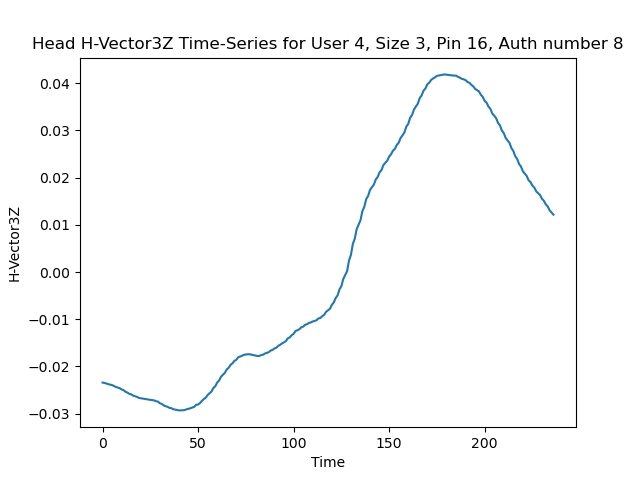 Head H-Vector3Z Time-Series for User 4, Size 3, Pin 16, Auth number 8
H-Vector3Z
0.04
0.03
0.02
0.01
0.00
−0.01
−0.02
−0.03
0 50 100 150 200
Time